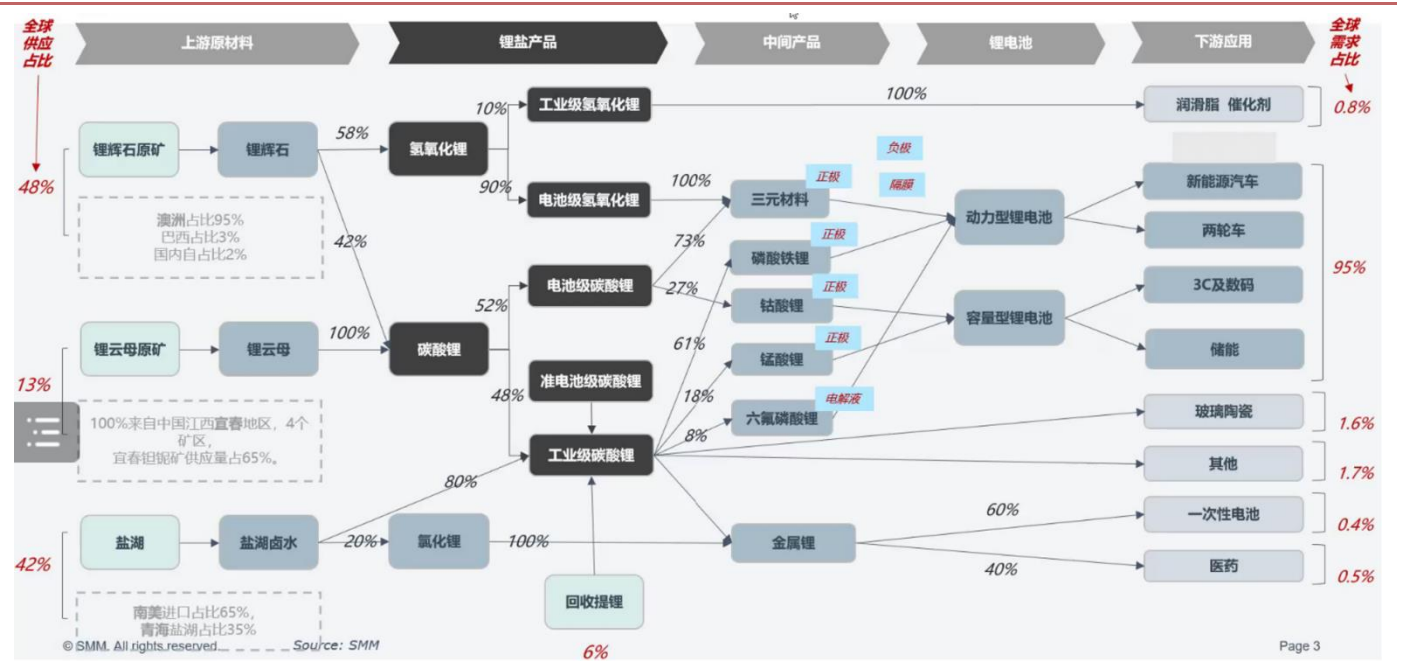 全球
供应
占比
上游原材料
锂盐产品
中间产品
锂电池
下游应用
全球
需求
占比
10%
工业级氢氧化锂
100%
润滑脂 催化剂
0.8%
锂辉石原矿
锂辉石
58%
氢氧化锂
负极
48%
90%
电池级氢氧化锂
100%
三元材料
正极
隔膜
新能源汽车
澳洲占比95%
巴西占比3%
国内自占比2%
42%
73%
磷酸铁锂
正极
动力型锂电池
两轮车
95%
电池级碳酸锂
27%
钴酸锂
正极
3C及数码
52%
容量型锂电池
锂云母原矿
锂云母
100%
碳酸锂
61%
锰酸锂
正极
储能
13%
准电池级碳酸锂
48%
18%
六氟磷酸锂
电解液
玻璃陶瓷
1.6%
100%来自中国江西宜春地区，4个
矿区，
宜春钽铌矿供应量占65%。
8%
工业级碳酸锂
其他
1.7%
80%
60%
一次性电池
0.4%
盐湖
盐湖卤水
20%
氯化锂
100%
金属锂
42%
40%
医药
0.5%
南美进口占比65%，
青海盐湖占比35%
回收提锂
6%
© SMM. All rights reserved.
Source: SMM
Page 3